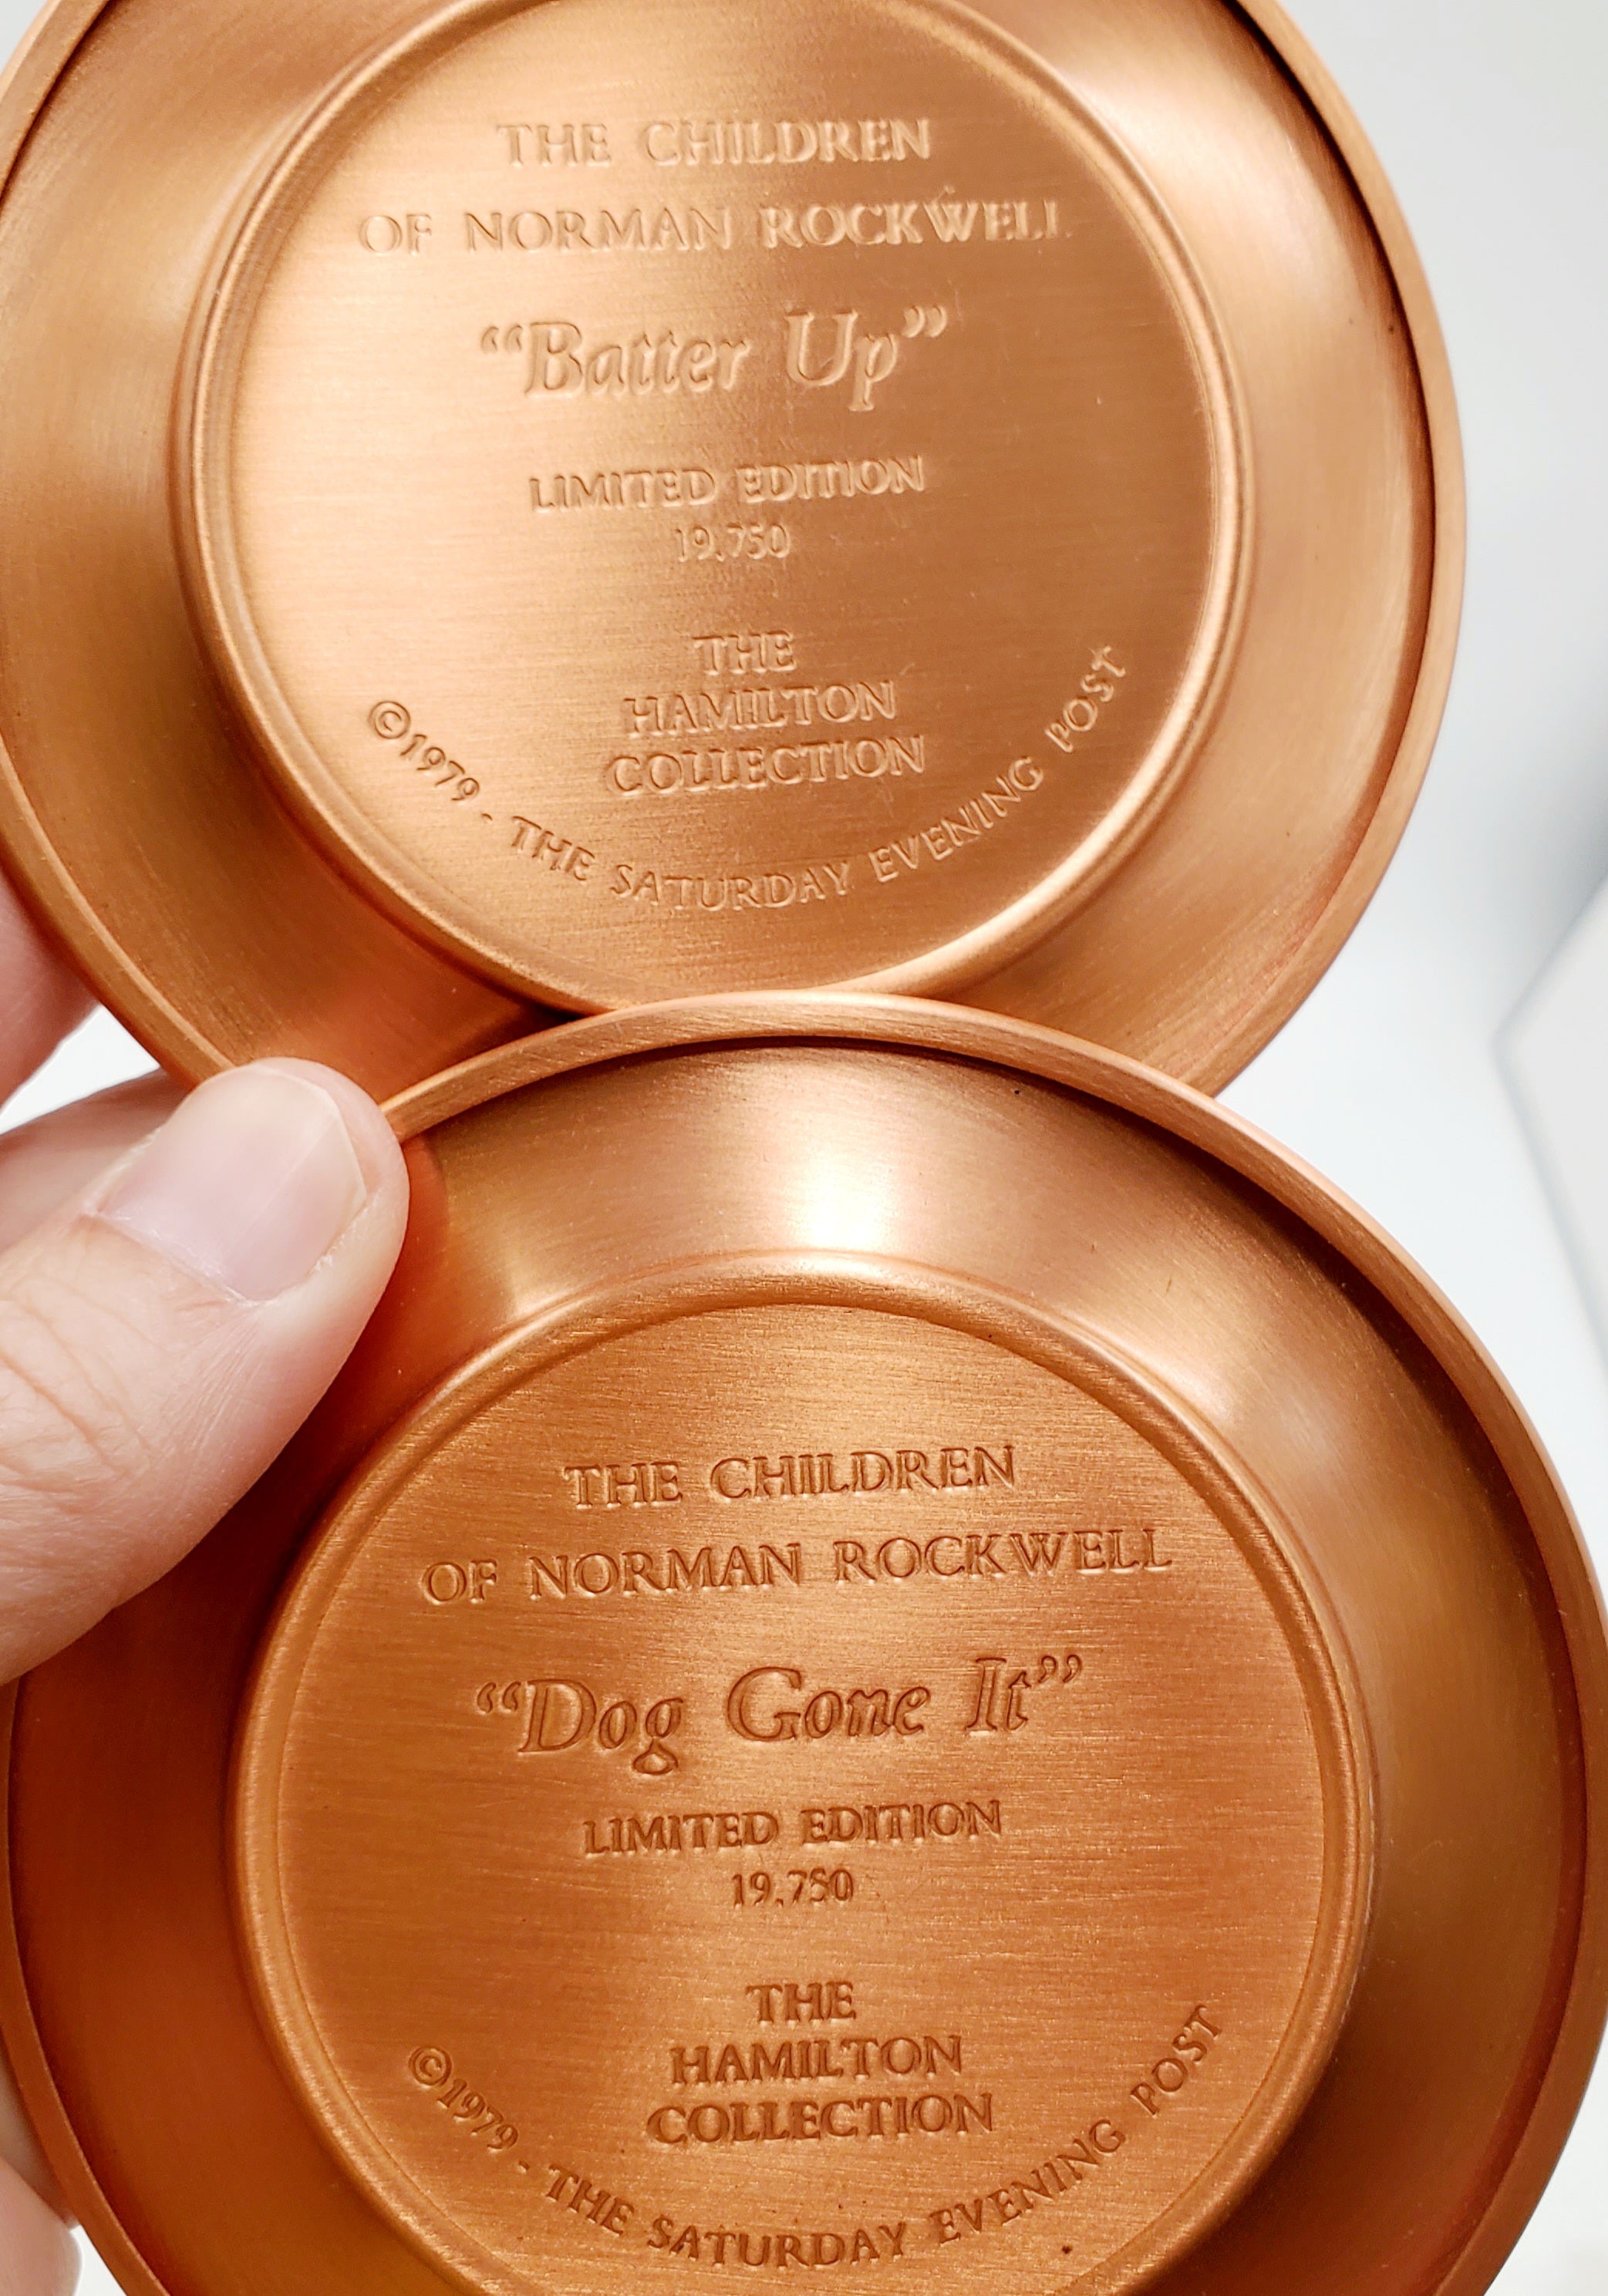 THE CHILDREN
OF NORMAN ROCKWELL
“Batter Up”
LIMITED EDITION
19,750
THE
HAMILTON
COLLECTION
©1979 - THE SATURDAY EVENING POST
THE CHILDREN
OF NORMAN ROCKWELL
“Dog Gone It”
LIMITED EDITION
19,750
THE
HAMILTON
COLLECTION
©1979 - THE SATURDAY EVENING POST